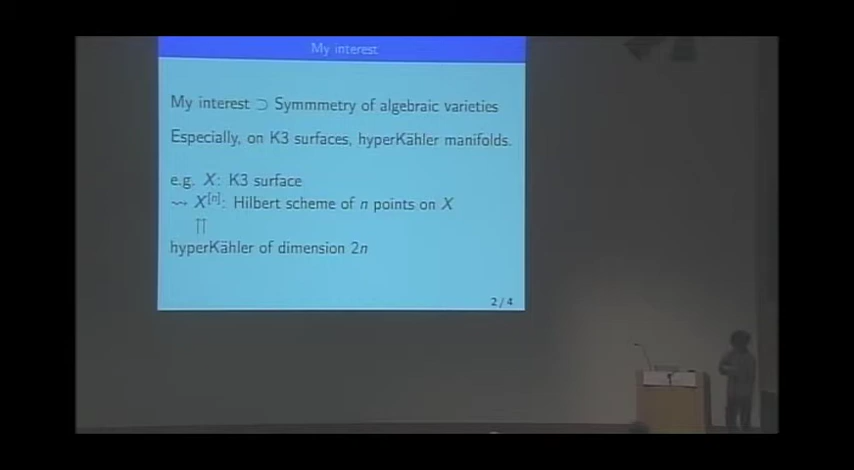 My interest
My interest ⊃ Symmmetry of algebraic varieties
Especially, on K3 surfaces, hyperKähler manifolds.
e.g. X: K3 surface
⇝ X^[n]: Hilbert scheme of n points on X
⇈
hyperKähler of dimension 2n
2 / 4